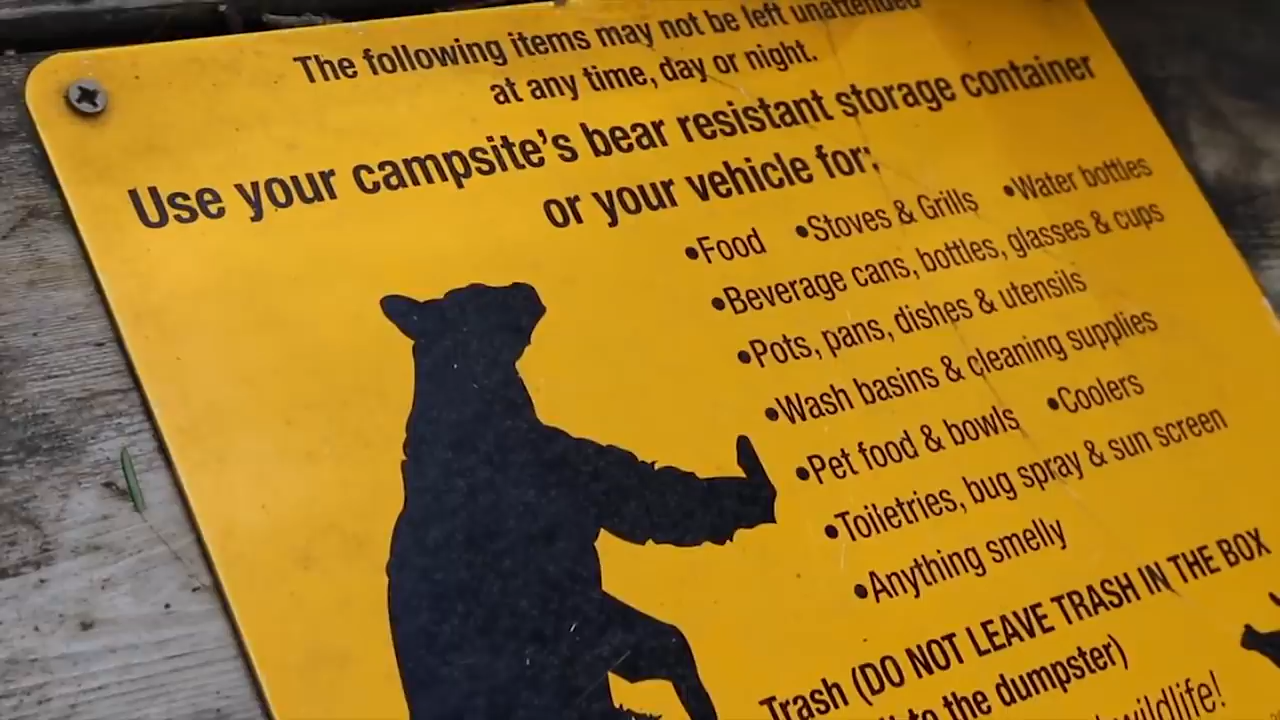 The following items may not be left unattended
at any time, day or night.
Use your campsite's bear resistant storage container
or your vehicle for:
•Food •Stoves & Grills •Water bottles
•Beverage cans, bottles, glasses & cups
•Pots, pans, dishes & utensils
•Wash basins & cleaning supplies
•Pet food & bowls •Coolers
•Toiletries, bug spray & sun screen
•Anything smelly
Trash (DO NOT LEAVE TRASH IN THE BOX
to the dumpster)
wildlife!